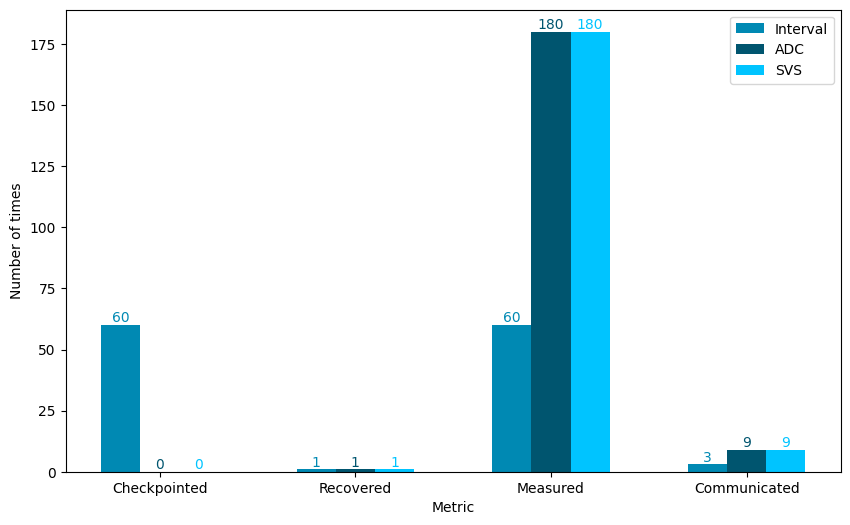 Interval
ADC
SVS
Number of times
175
150
125
100
75
50
25
0
60
0
0
1
1
1
60
180
180
3
9
9
Checkpointed
Recovered
Measured
Communicated
Metric